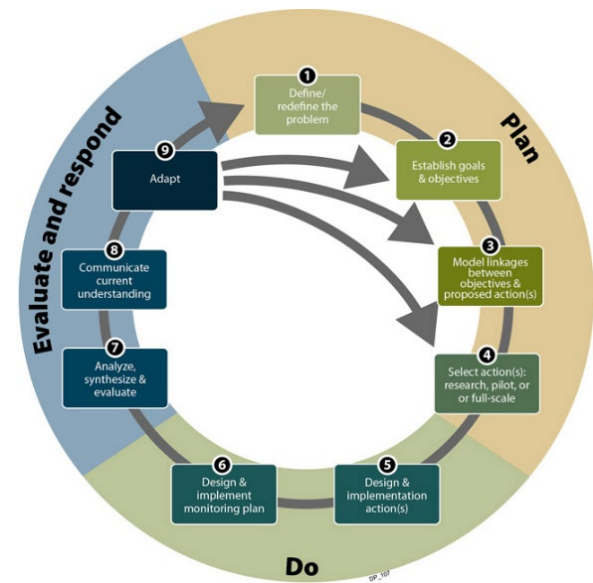 1
Define/
redefine the
problem
Plan
2
Establish goals
& objectives
3
Model linkages
between
objectives &
proposed action(s)
4
Select action(s):
research, pilot, or
or full-scale
5
Design &
implementation
action(s)
Do
DP_107
6
Design &
implement
monitoring plan
7
Analyze,
synthesize &
evaluate
8
Communicate
current
understanding
Evaluate and respond
9
Adapt